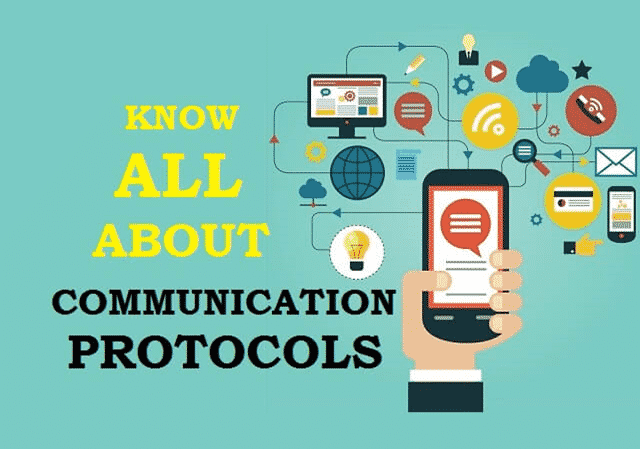 KNOW
ALL
ABOUT
COMMUNICATION
PROTOCOLS